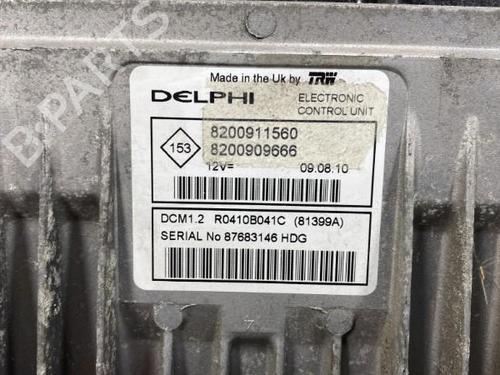 Made in the Uk by TRW
DELPHI ELECTRONIC CONTROL UNIT
153
8200911560
8200909666
12V= 09.08.10
DCM1.2 R0410B041C (81399A)
SERIAL No 87683146 HDG
B-PARTS